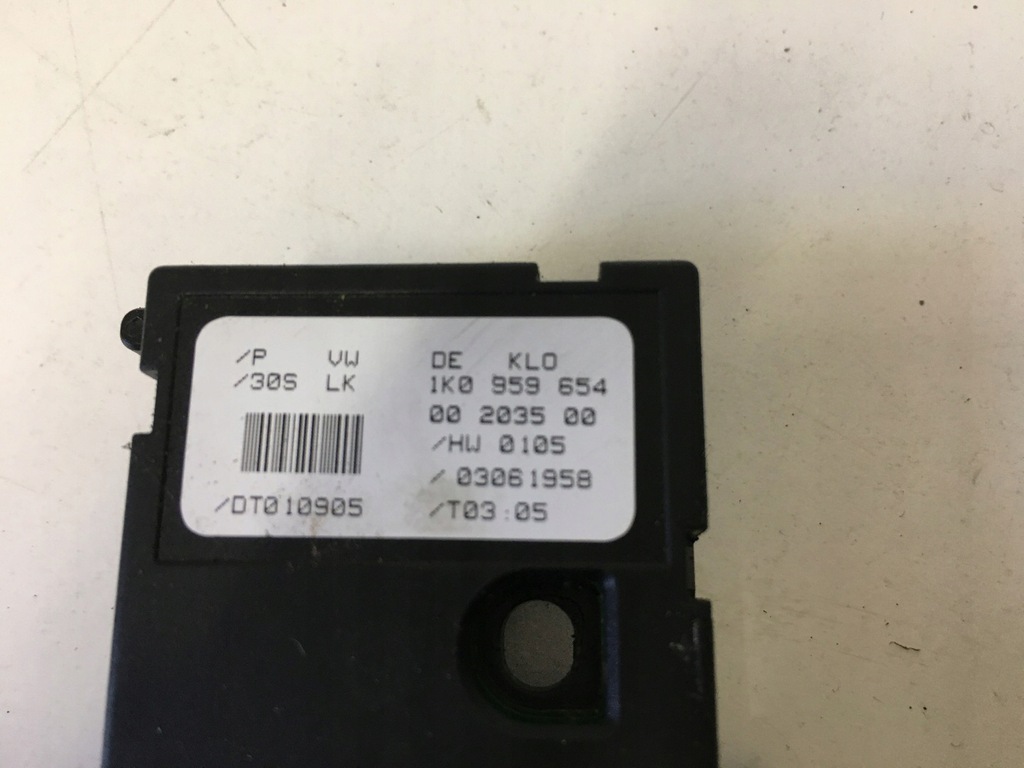 /P VW DE KLO
/30S LK 1K0 959 654
00 2035 00
/HW 0105
/ 03061958
/DT010905 /T03:05